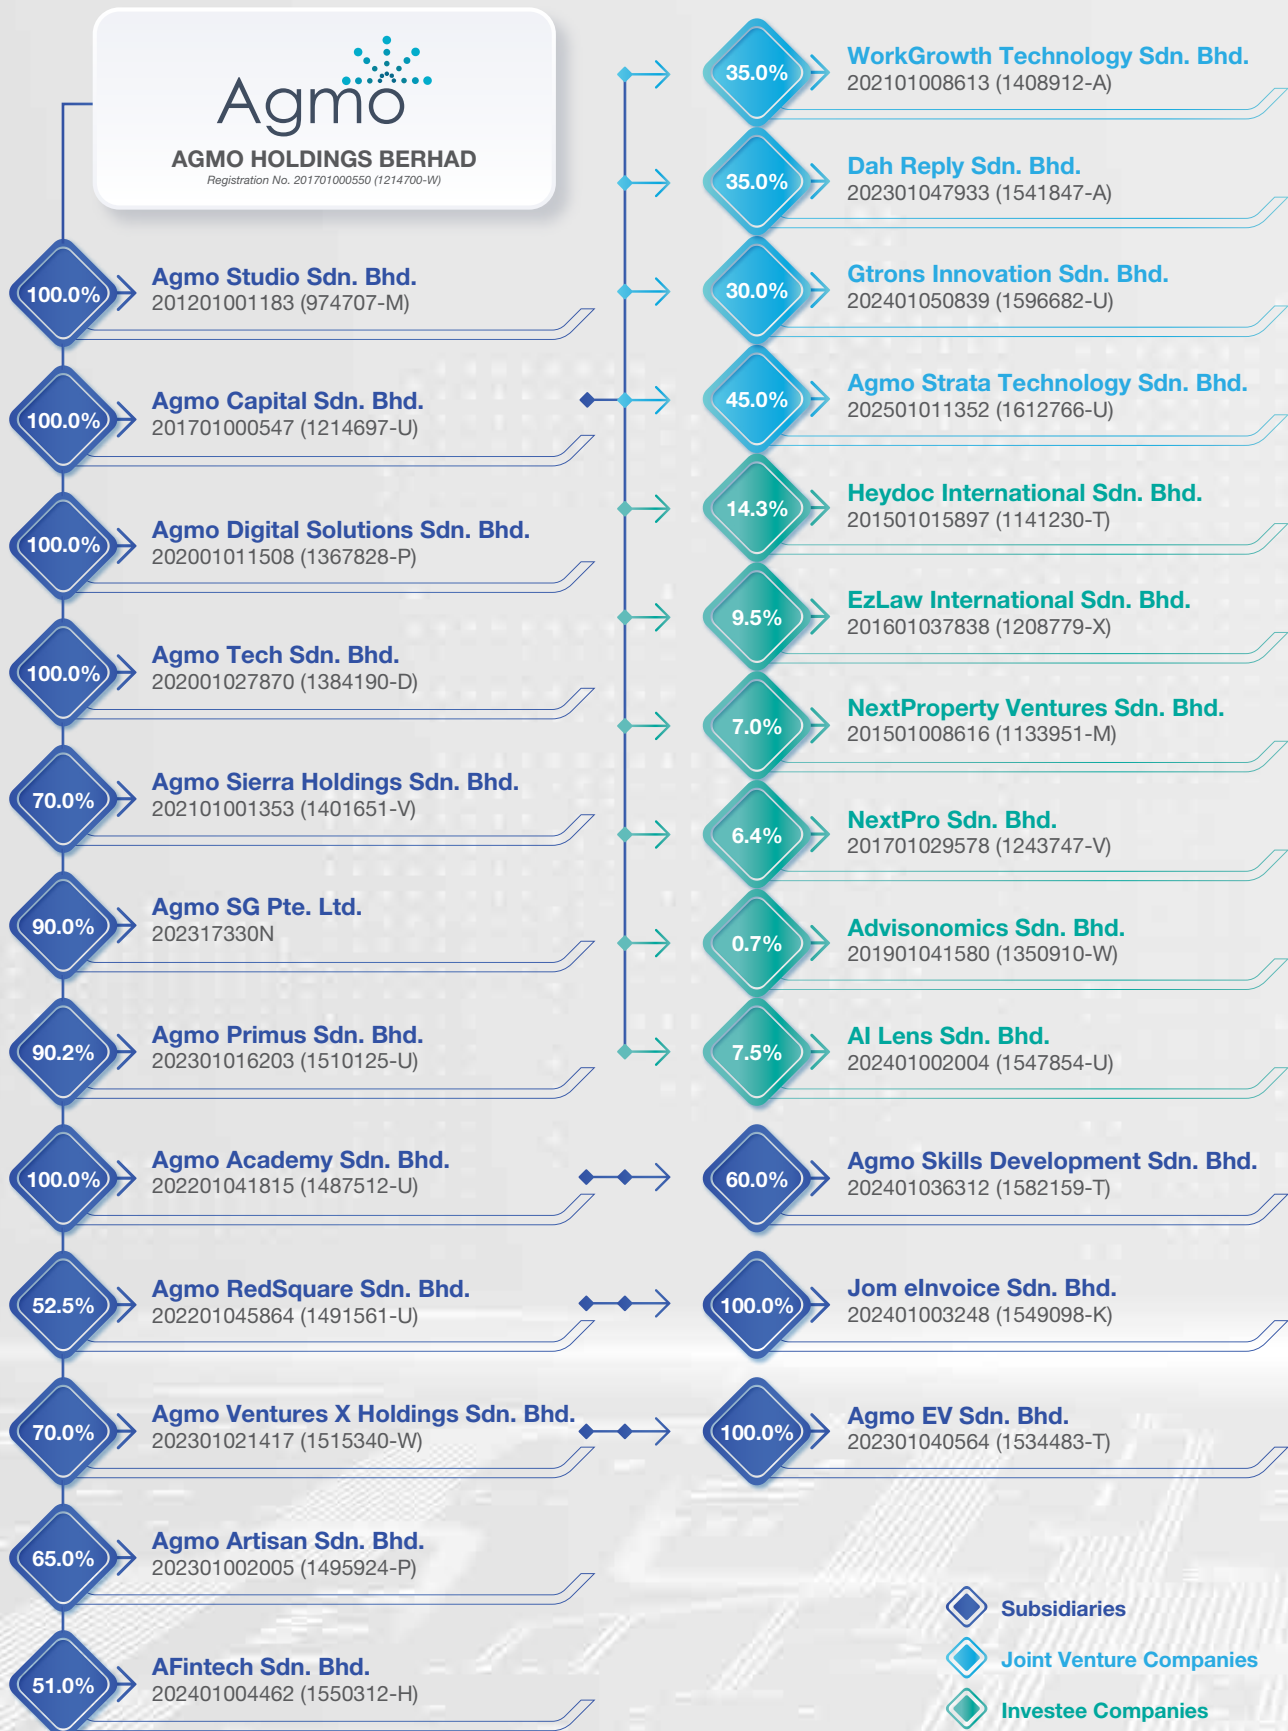 Agmo
AGMO HOLDINGS BERHAD
Registration No. 201701000550 (1214700-W)
100.0%
Agmo Studio Sdn. Bhd.
201201001183 (974707-M)
100.0%
Agmo Capital Sdn. Bhd.
201701000547 (1214697-U)
100.0%
Agmo Digital Solutions Sdn. Bhd.
202001011508 (1367828-P)
100.0%
Agmo Tech Sdn. Bhd.
202001027870 (1384190-D)
70.0%
Agmo Sierra Holdings Sdn. Bhd.
202101001353 (1401651-V)
90.0%
Agmo SG Pte. Ltd.
202317330N
90.2%
Agmo Primus Sdn. Bhd.
202301016203 (1510125-U)
100.0%
Agmo Academy Sdn. Bhd.
202201041815 (1487512-U)
52.5%
Agmo RedSquare Sdn. Bhd.
202201045864 (1491561-U)
70.0%
Agmo Ventures X Holdings Sdn. Bhd.
202301021417 (1515340-W)
65.0%
Agmo Artisan Sdn. Bhd.
202301002005 (1495924-P)
51.0%
AFintech Sdn. Bhd.
202401004462 (1550312-H)
35.0%
WorkGrowth Technology Sdn. Bhd.
202101008613 (1408912-A)
35.0%
Dah Reply Sdn. Bhd.
202301047933 (1541847-A)
30.0%
Gtrons Innovation Sdn. Bhd.
202401050839 (1596682-U)
45.0%
Agmo Strata Technology Sdn. Bhd.
202501011352 (1612766-U)
14.3%
Heydoc International Sdn. Bhd.
201501015897 (1141230-T)
9.5%
EzLaw International Sdn. Bhd.
201601037838 (1208779-X)
7.0%
NextProperty Ventures Sdn. Bhd.
201501008616 (1133951-M)
6.4%
NextPro Sdn. Bhd.
201701029578 (1243747-V)
0.7%
Advisonomics Sdn. Bhd.
201901041580 (1350910-W)
7.5%
AI Lens Sdn. Bhd.
202401002004 (1547854-U)
60.0%
Agmo Skills Development Sdn. Bhd.
202401036312 (1582159-T)
100.0%
Jom eInvoice Sdn. Bhd.
202401003248 (1549098-K)
100.0%
Agmo EV Sdn. Bhd.
202301040564 (1534483-T)
Subsidiaries
Joint Venture Companies
Investee Companies